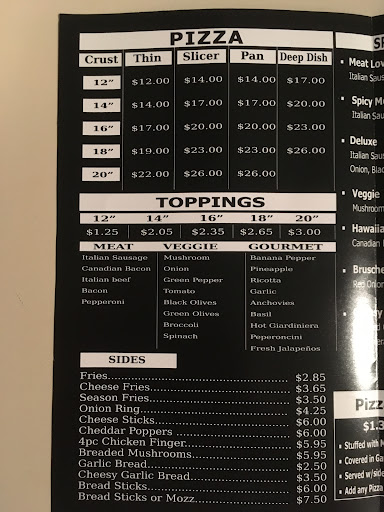 PIZZA
Crust Thin Slicer Pan Deep Dish
12" $12.00 $14.00 $14.00 $17.00
14" $14.00 $17.00 $17.00 $20.00
16" $17.00 $20.00 $20.00 $23.00
18" $19.00 $23.00 $23.00 $26.00
20" $22.00 $26.00 $26.00
TOPPINGS
12" 14" 16" 18" 20"
$1.25 $2.05 $2.35 $2.65 $3.00
MEAT VEGGIE GOURMET
Italian Sausage Mushroom Banana Pepper
Canadian Bacon Onion Pineapple
Italian beef Green Pepper Ricotta
Bacon Tomato Garlic
Pepperoni Black Olives Anchovies
Green Olives Basil
Broccoli Hot Giardiniera
Spinach Peperoncini
Fresh Jalapeños
SIDES
Fries $2.85
Cheese Fries $3.65
Season Fries $3.50
Onion Ring $4.25
Cheese Sticks $6.00
Cheddar Poppers $6.00
4pc Chicken Finger $5.95
Breaded Mushrooms $5.95
Garlic Bread $2.50
Cheesy Garlic Bread $3.50
Bread Sticks $6.00
Bread Sticks or Mozz $7.50
Meat Lov
Italian Saus
Spicy Me
Italian Sau
Deluxe
Italian Saus
Onion, Blac
Veggie
Mushroom
Hawaiia
Canadian
Brusche
Red Onion
Pizz
$1.3
Stuffed with M
Covered in Ga
Served w/side
Add any Pizza